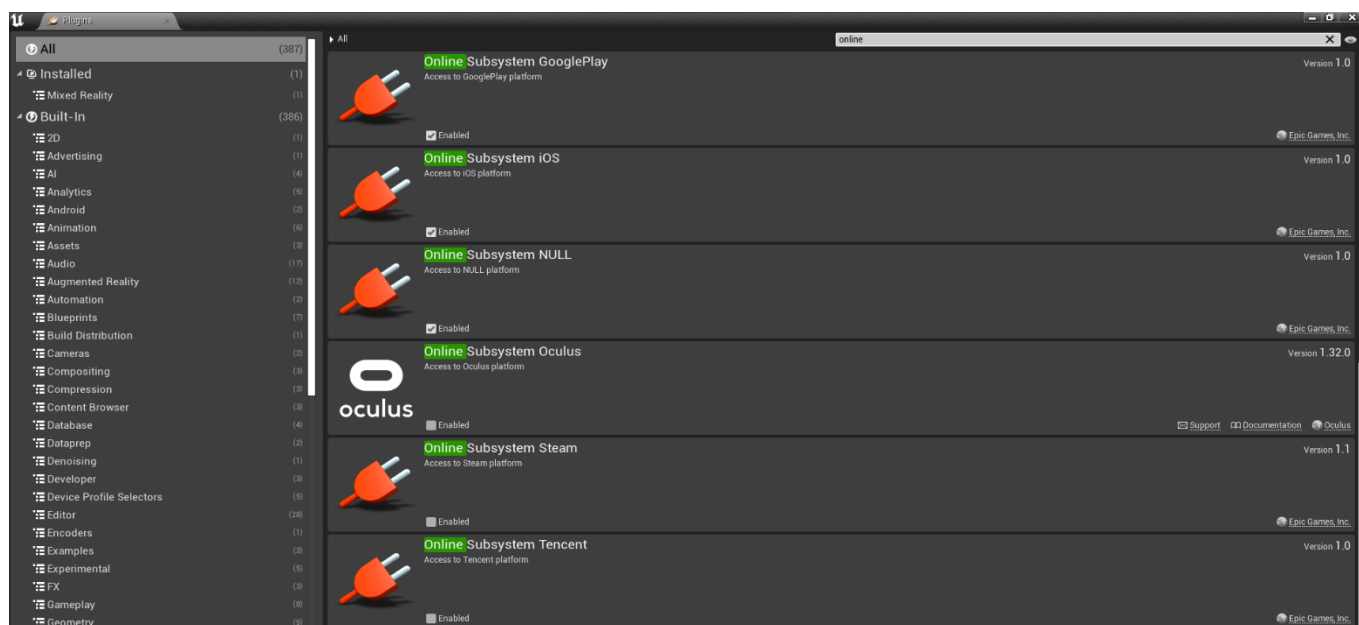 Plugins
All (387)
Installed (1)
Mixed Reality (1)
Built-In (386)
2D (1)
Advertising (1)
AI (4)
Analytics (5)
Android (2)
Animation (6)
Assets (3)
Audio (17)
Augmented Reality (12)
Automation (2)
Blueprints (7)
Build Distribution (1)
Cameras (2)
Compositing (3)
Compression (3)
Content Browser (3)
Database (4)
Dataprep (2)
Denoising (1)
Developer (3)
Device Profile Selectors (5)
Editor (28)
Encoders (1)
Examples (3)
Experimental (5)
FX (3)
Gameplay (8)
Geometry (5)
All
online
Online Subsystem GooglePlay Version 1.0
Access to GooglePlay platform
Enabled Epic Games, Inc.
Online Subsystem iOS Version 1.0
Access to iOS platform
Enabled Epic Games, Inc.
Online Subsystem NULL Version 1.0
Access to NULL platform
Enabled Epic Games, Inc.
Online Subsystem Oculus Version 1.32.0
Access to Oculus platform
oculus
Enabled Support Documentation Oculus
Online Subsystem Steam Version 1.1
Access to Steam platform
Enabled Epic Games, Inc.
Online Subsystem Tencent Version 1.0
Access to Tencent platform
Enabled Epic Games, Inc.